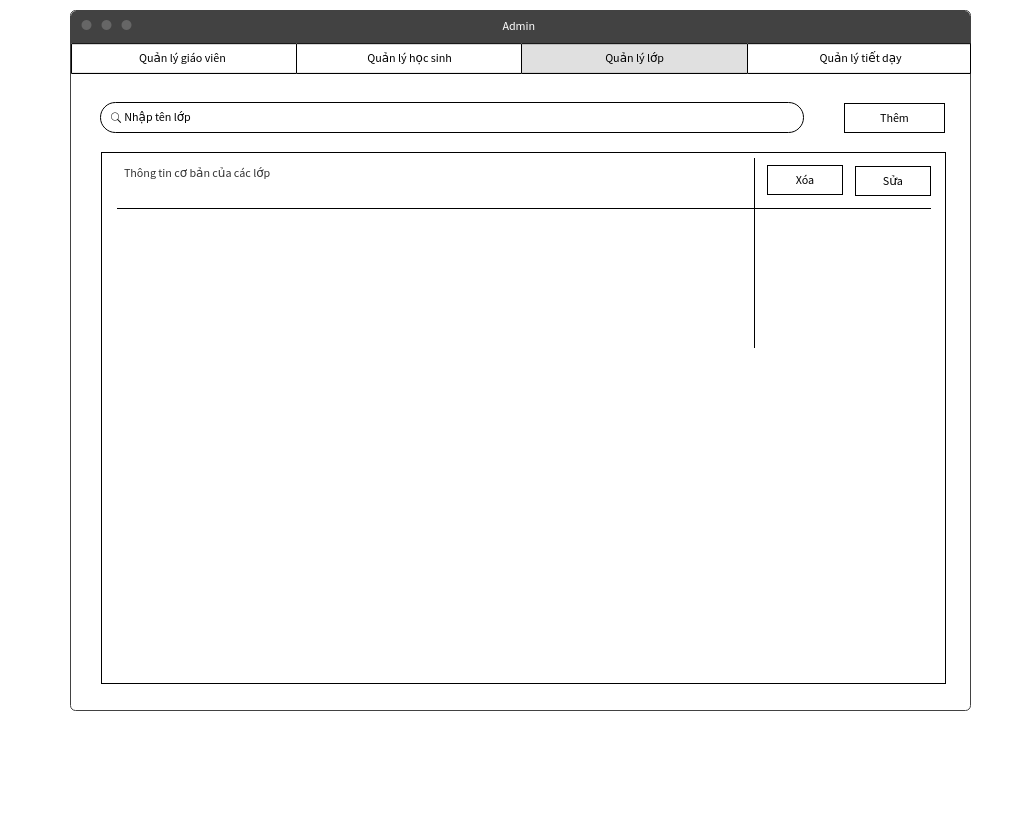 Admin
Quản lý giáo viên
Quản lý học sinh
Quản lý lớp
Quản lý tiết dạy
Nhập tên lớp
Thêm
Thông tin cơ bản của các lớp
Xóa
Sửa